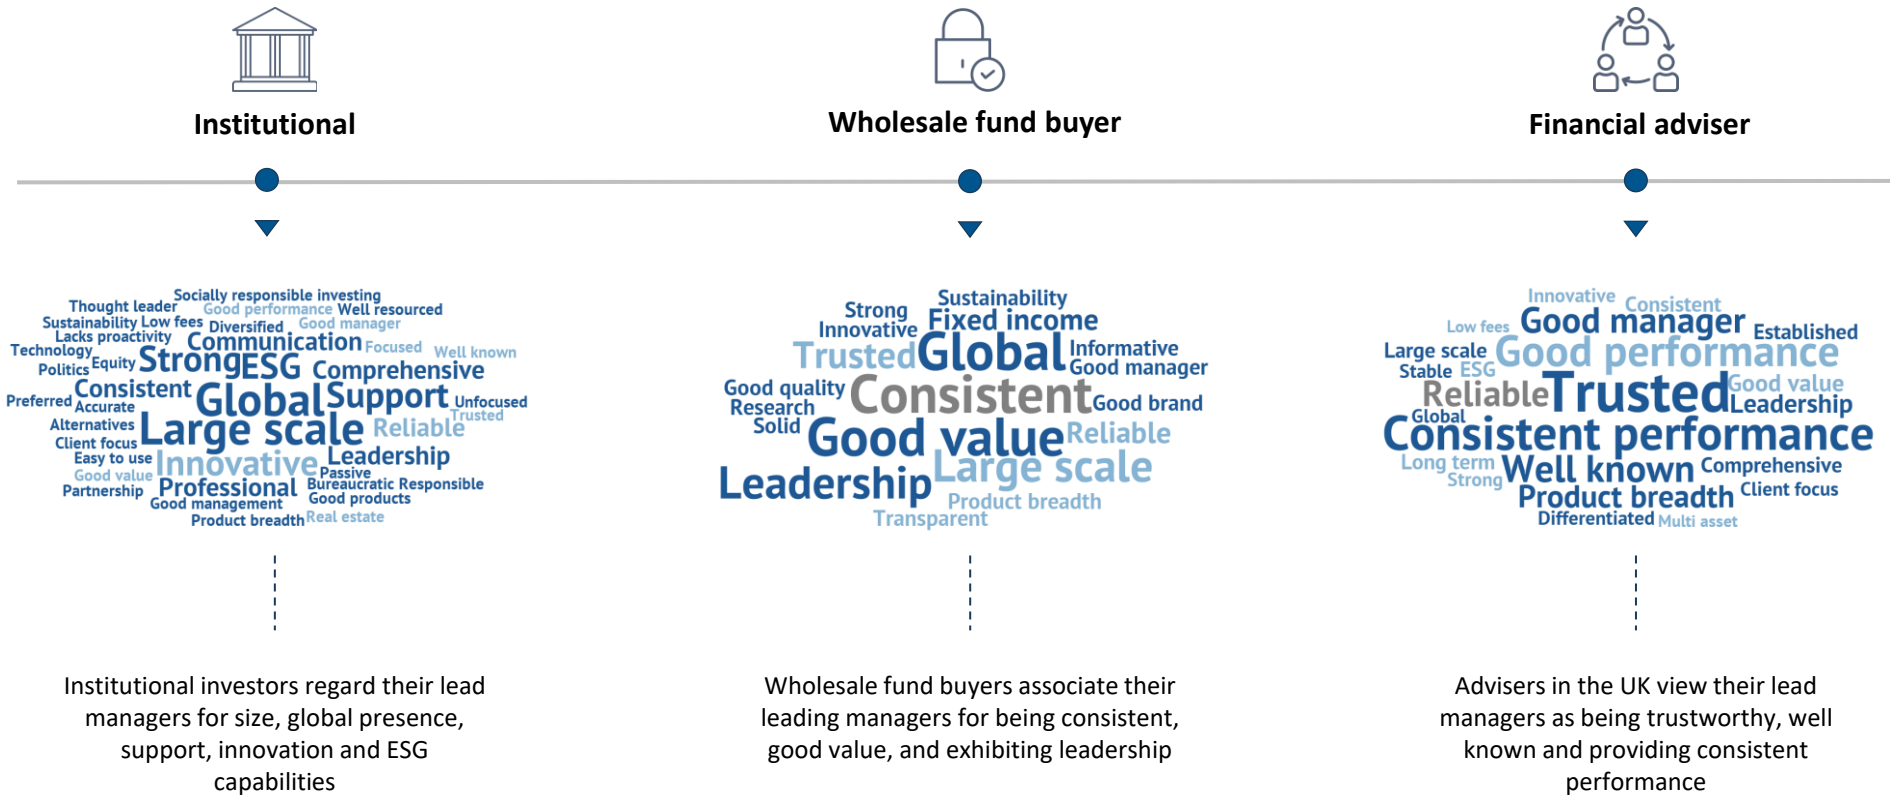 Institutional
Wholesale fund buyer
Financial adviser
Socially responsible investing
Thought leader Good performance Well resourced
Sustainability Low fees Diversified Good manager
Lacks proactivity Communication Focused Well known
Technology Equity Strong ESG Comprehensive
Politics
Consistent Global Support Unfocused
Preferred Accurate Trusted
Alternatives Large scale Reliable
Client focus
Easy to use Innovative Leadership
Good value Passive
Partnership Professional Bureaucratic Responsible
Good management Good products
Product breadth Real estate
Strong Sustainability
Innovative Fixed income
Trusted Global Informative
Good manager
Good quality Consistent Good brand
Research
Solid Good value Reliable
Leadership Large scale
Product breadth
Transparent
Innovative Consistent
Low fees Good manager Established
Large scale Good performance
Stable ESG
Reliable Trusted Good value
Global Leadership
Consistent performance
Long term Well known Comprehensive
Strong
Product breadth Client focus
Differentiated Multi asset
Institutional investors regard their lead
managers for size, global presence,
support, innovation and ESG
capabilities
Wholesale fund buyers associate their
leading managers for being consistent,
good value, and exhibiting leadership
Advisers in the UK view their lead
managers as being trustworthy, well
known and providing consistent
performance